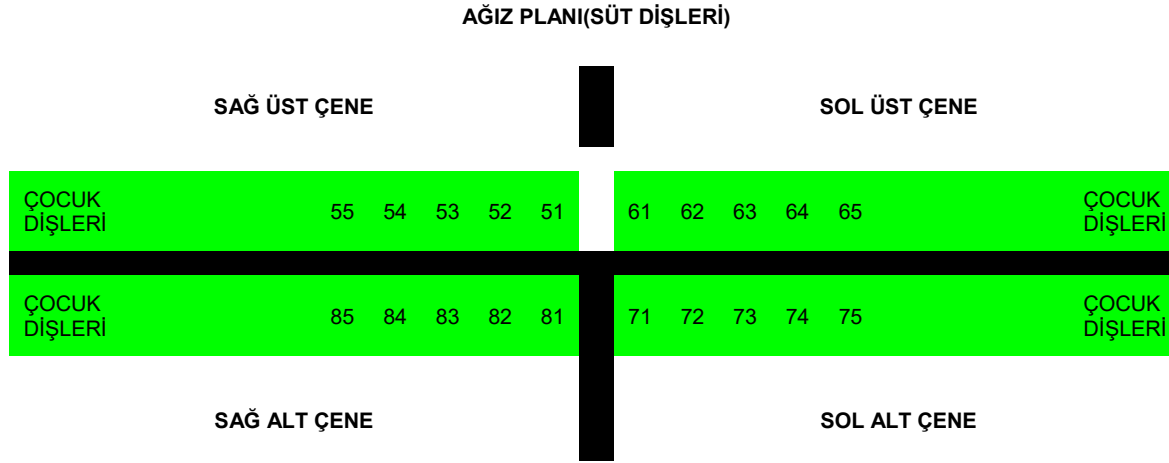 AĞIZ PLANI(SÜT DİŞLERİ)
SAĞ ÜST ÇENE
SOL ÜST ÇENE
ÇOCUK
DİŞLERİ
55 54 53 52 51
61 62 63 64 65
ÇOCUK
DİŞLERİ
ÇOCUK
DİŞLERİ
85 84 83 82 81
71 72 73 74 75
ÇOCUK
DİŞLERİ
SAĞ ALT ÇENE
SOL ALT ÇENE